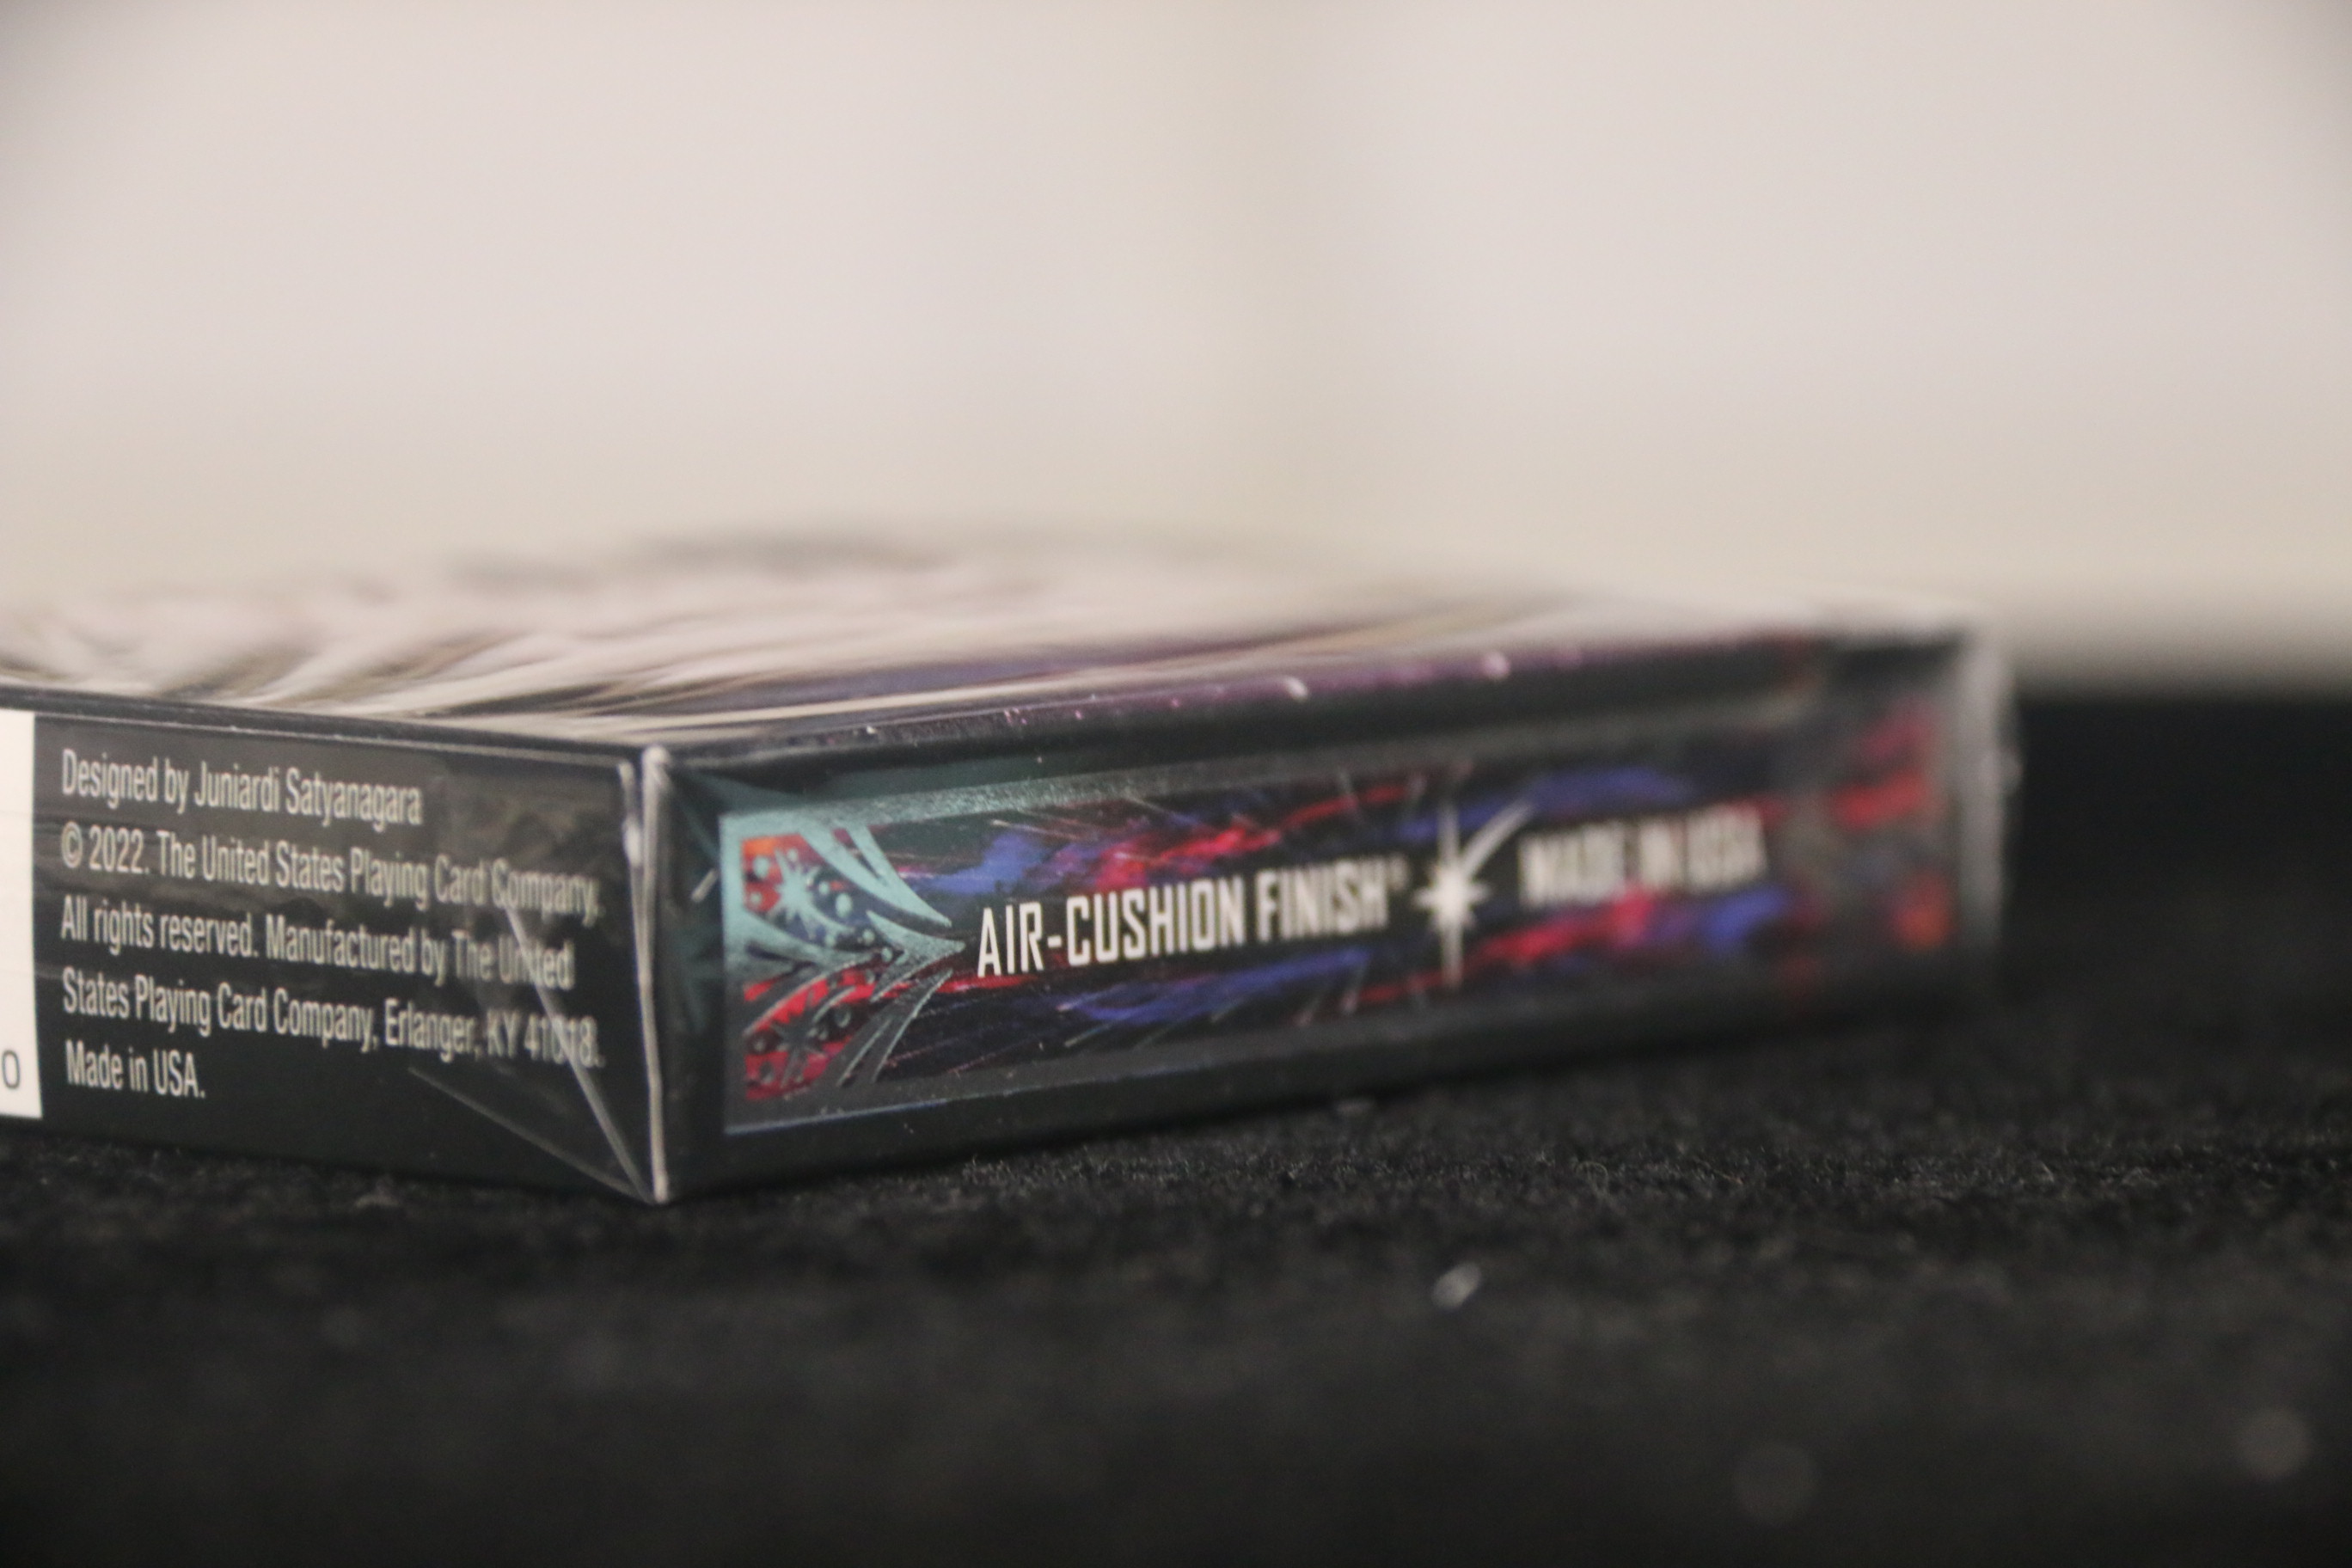 Designed by Juniardi Satyanagara
© 2022. The United States Playing Card Company.
All rights reserved. Manufactured by The United
States Playing Card Company, Erlanger, KY 41018.
Made in USA.
0
AIR-CUSHION FINISH® MADE IN USA